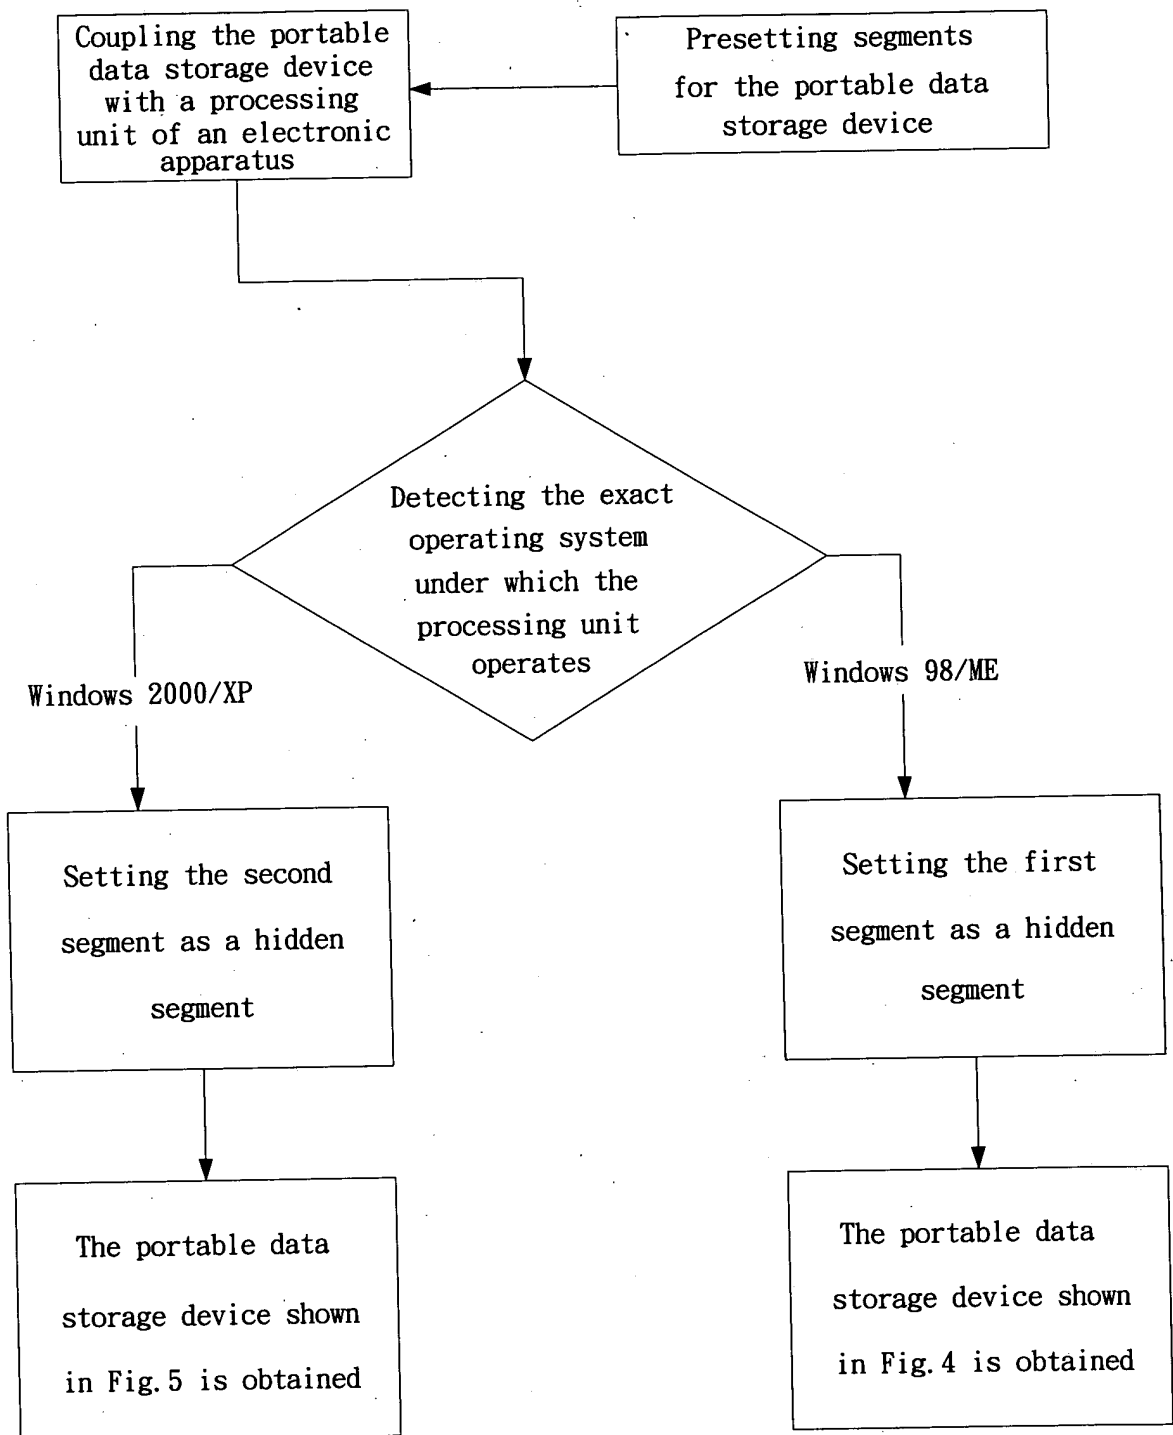 Coupling the portable
data storage device
with a processing
unit of an electronic
apparatus
Presetting segments
for the portable data
storage device
Detecting the exact
operating system
under which the
processing unit
operates
Windows 2000/XP
Windows 98/ME
Setting the second
segment as a hidden
segment
Setting the first
segment as a hidden
segment
The portable data
storage device shown
in Fig.5 is obtained
The portable data
storage device shown
in Fig.4 is obtained